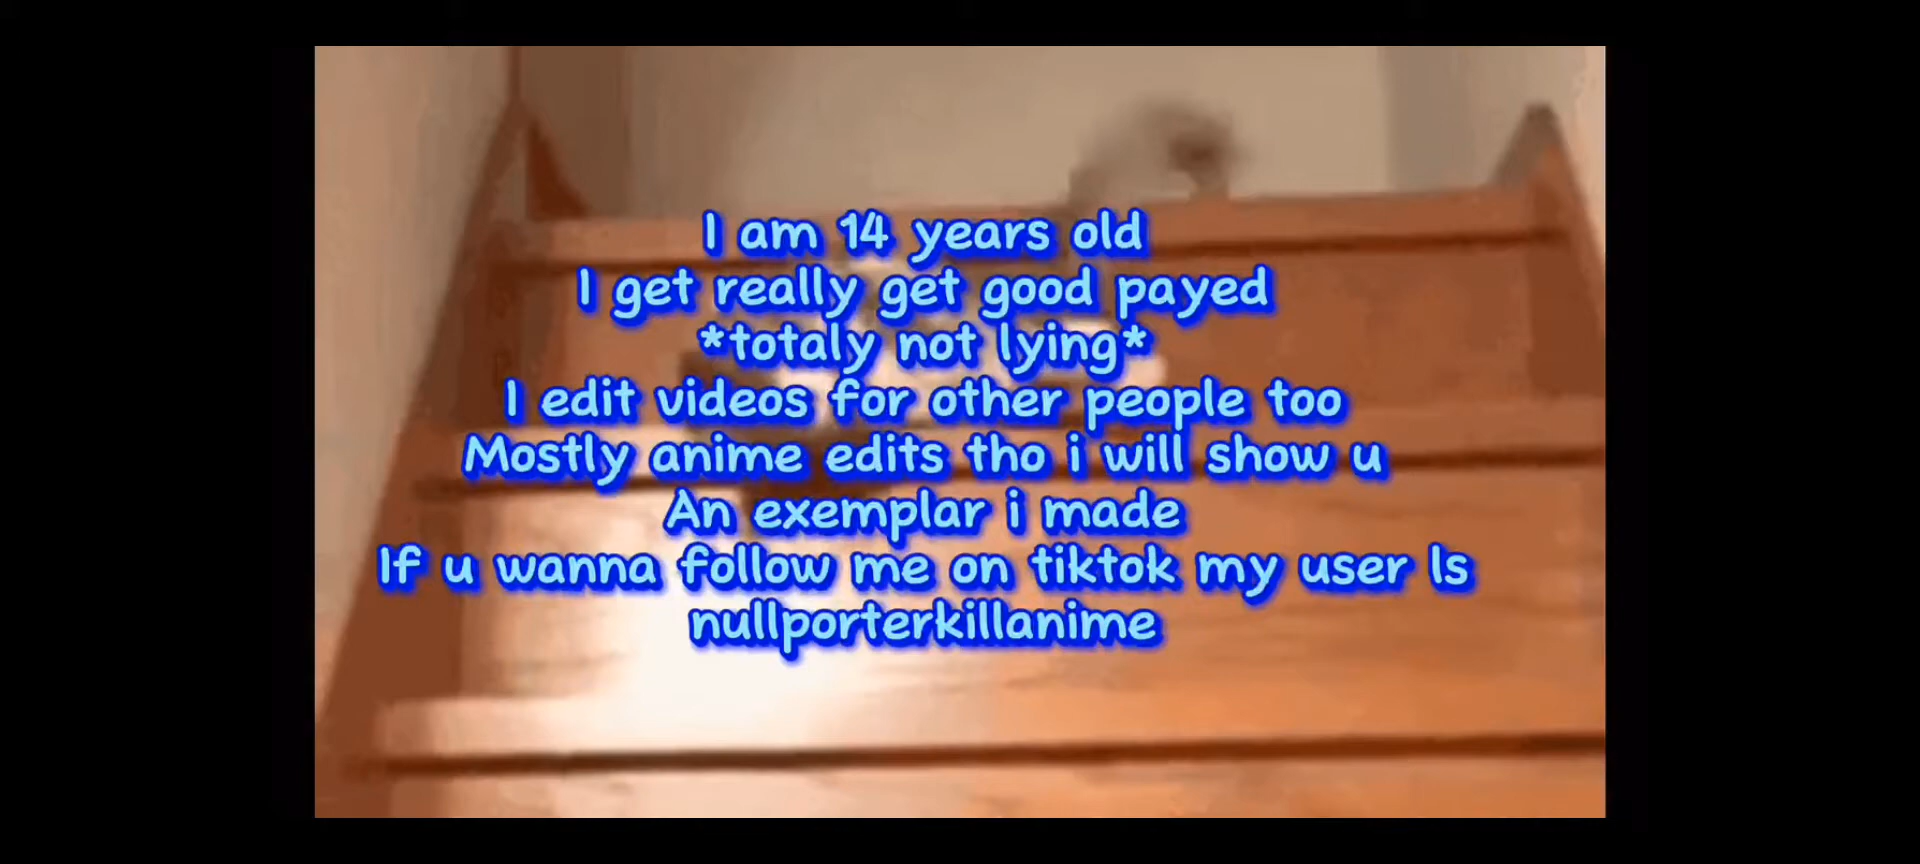 I am 14 years old
I get really get good payed
*totaly not lying*
I edit videos for other people too
Mostly anime edits tho i will show u
An exemplar i made
If u wanna follow me on tiktok my user Is
nullporterkillanime